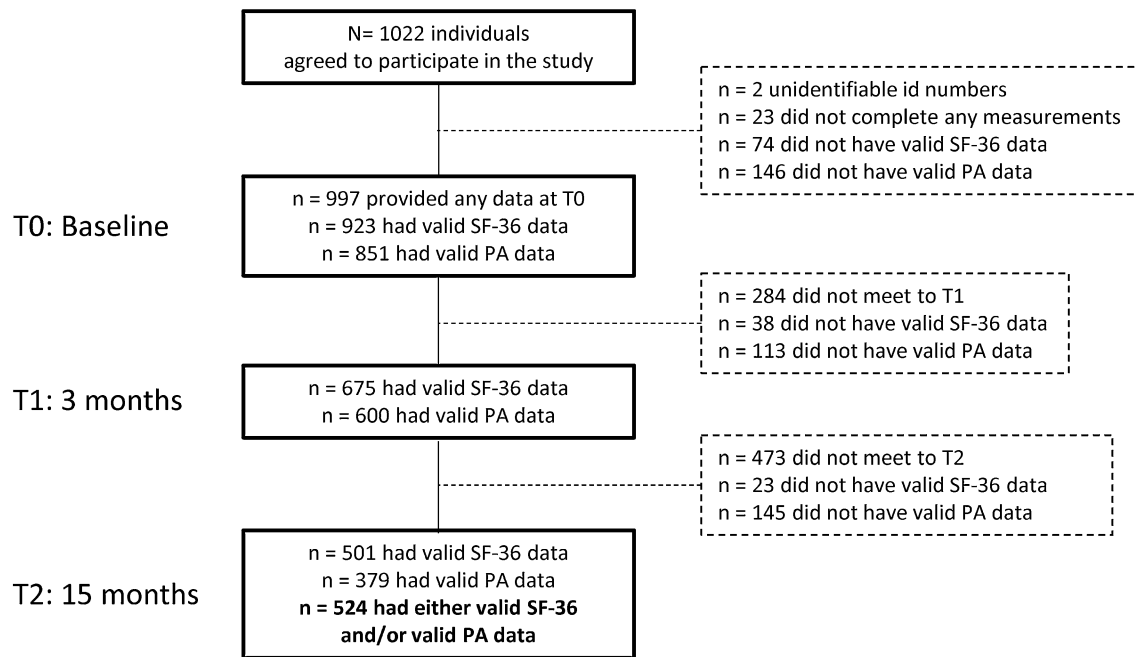 N= 1022 individuals
agreed to participate in the study
n = 2 unidentifiable id numbers
n = 23 did not complete any measurements
n = 74 did not have valid SF-36 data
n = 146 did not have valid PA data
T0: Baseline
n = 997 provided any data at T0
n = 923 had valid SF-36 data
n = 851 had valid PA data
n = 284 did not meet to T1
n = 38 did not have valid SF-36 data
n = 113 did not have valid PA data
T1: 3 months
n = 675 had valid SF-36 data
n = 600 had valid PA data
n = 473 did not meet to T2
n = 23 did not have valid SF-36 data
n = 145 did not have valid PA data
T2: 15 months
n = 501 had valid SF-36 data
n = 379 had valid PA data
n = 524 had either valid SF-36
and/or valid PA data